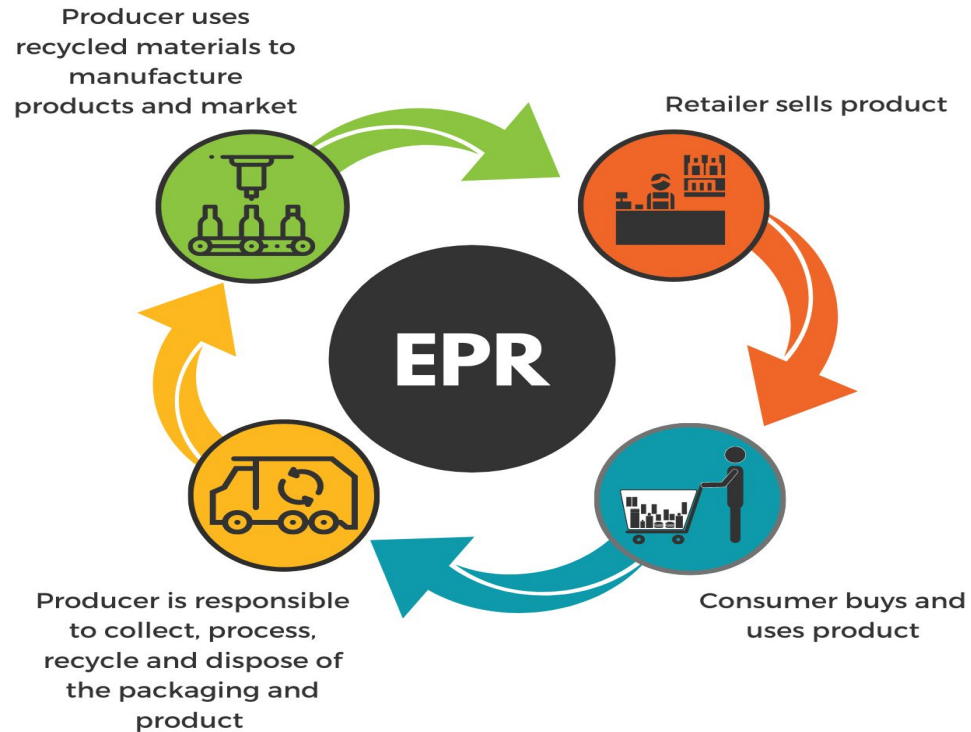 Producer uses
recycled materials to
manufacture
products and market
Retailer sells product
EPR
Consumer buys and
uses product
Producer is responsible
to collect, process,
recycle and dispose of
the packaging and
product